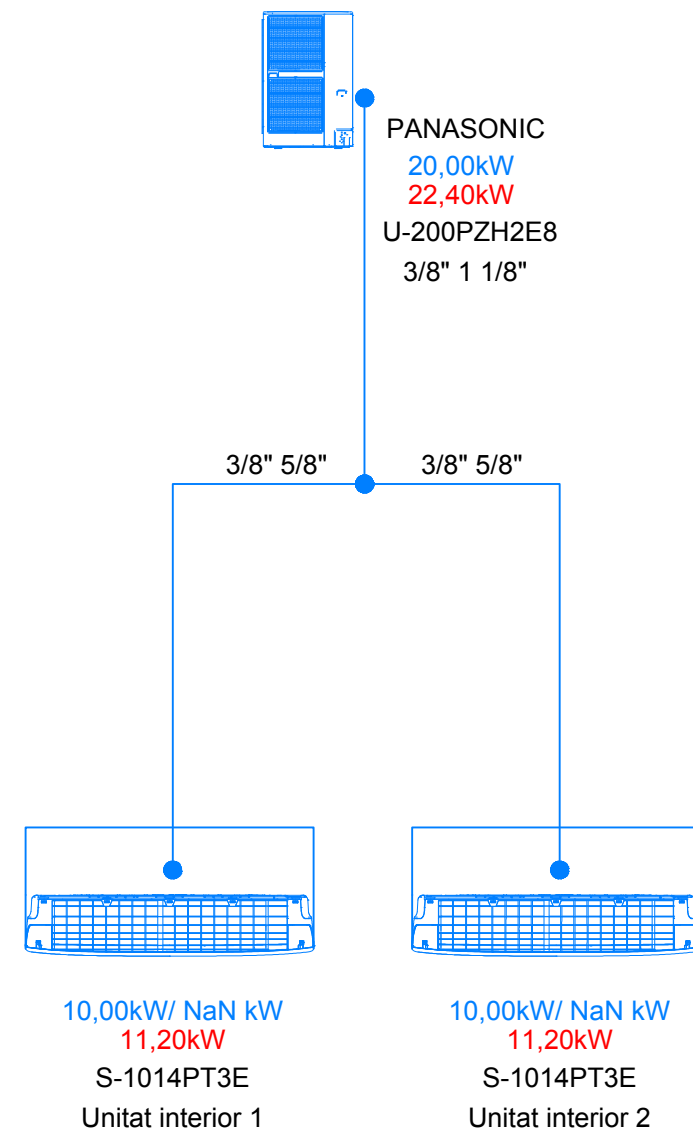 PANASONIC
20,00kW
22,40kW
U-200PZH2E8
3/8" 1 1/8"
3/8" 5/8"
3/8" 5/8"
10,00kW/ NaN kW
11,20kW
S-1014PT3E
Unitat interior 1
10,00kW/ NaN kW
11,20kW
S-1014PT3E
Unitat interior 2